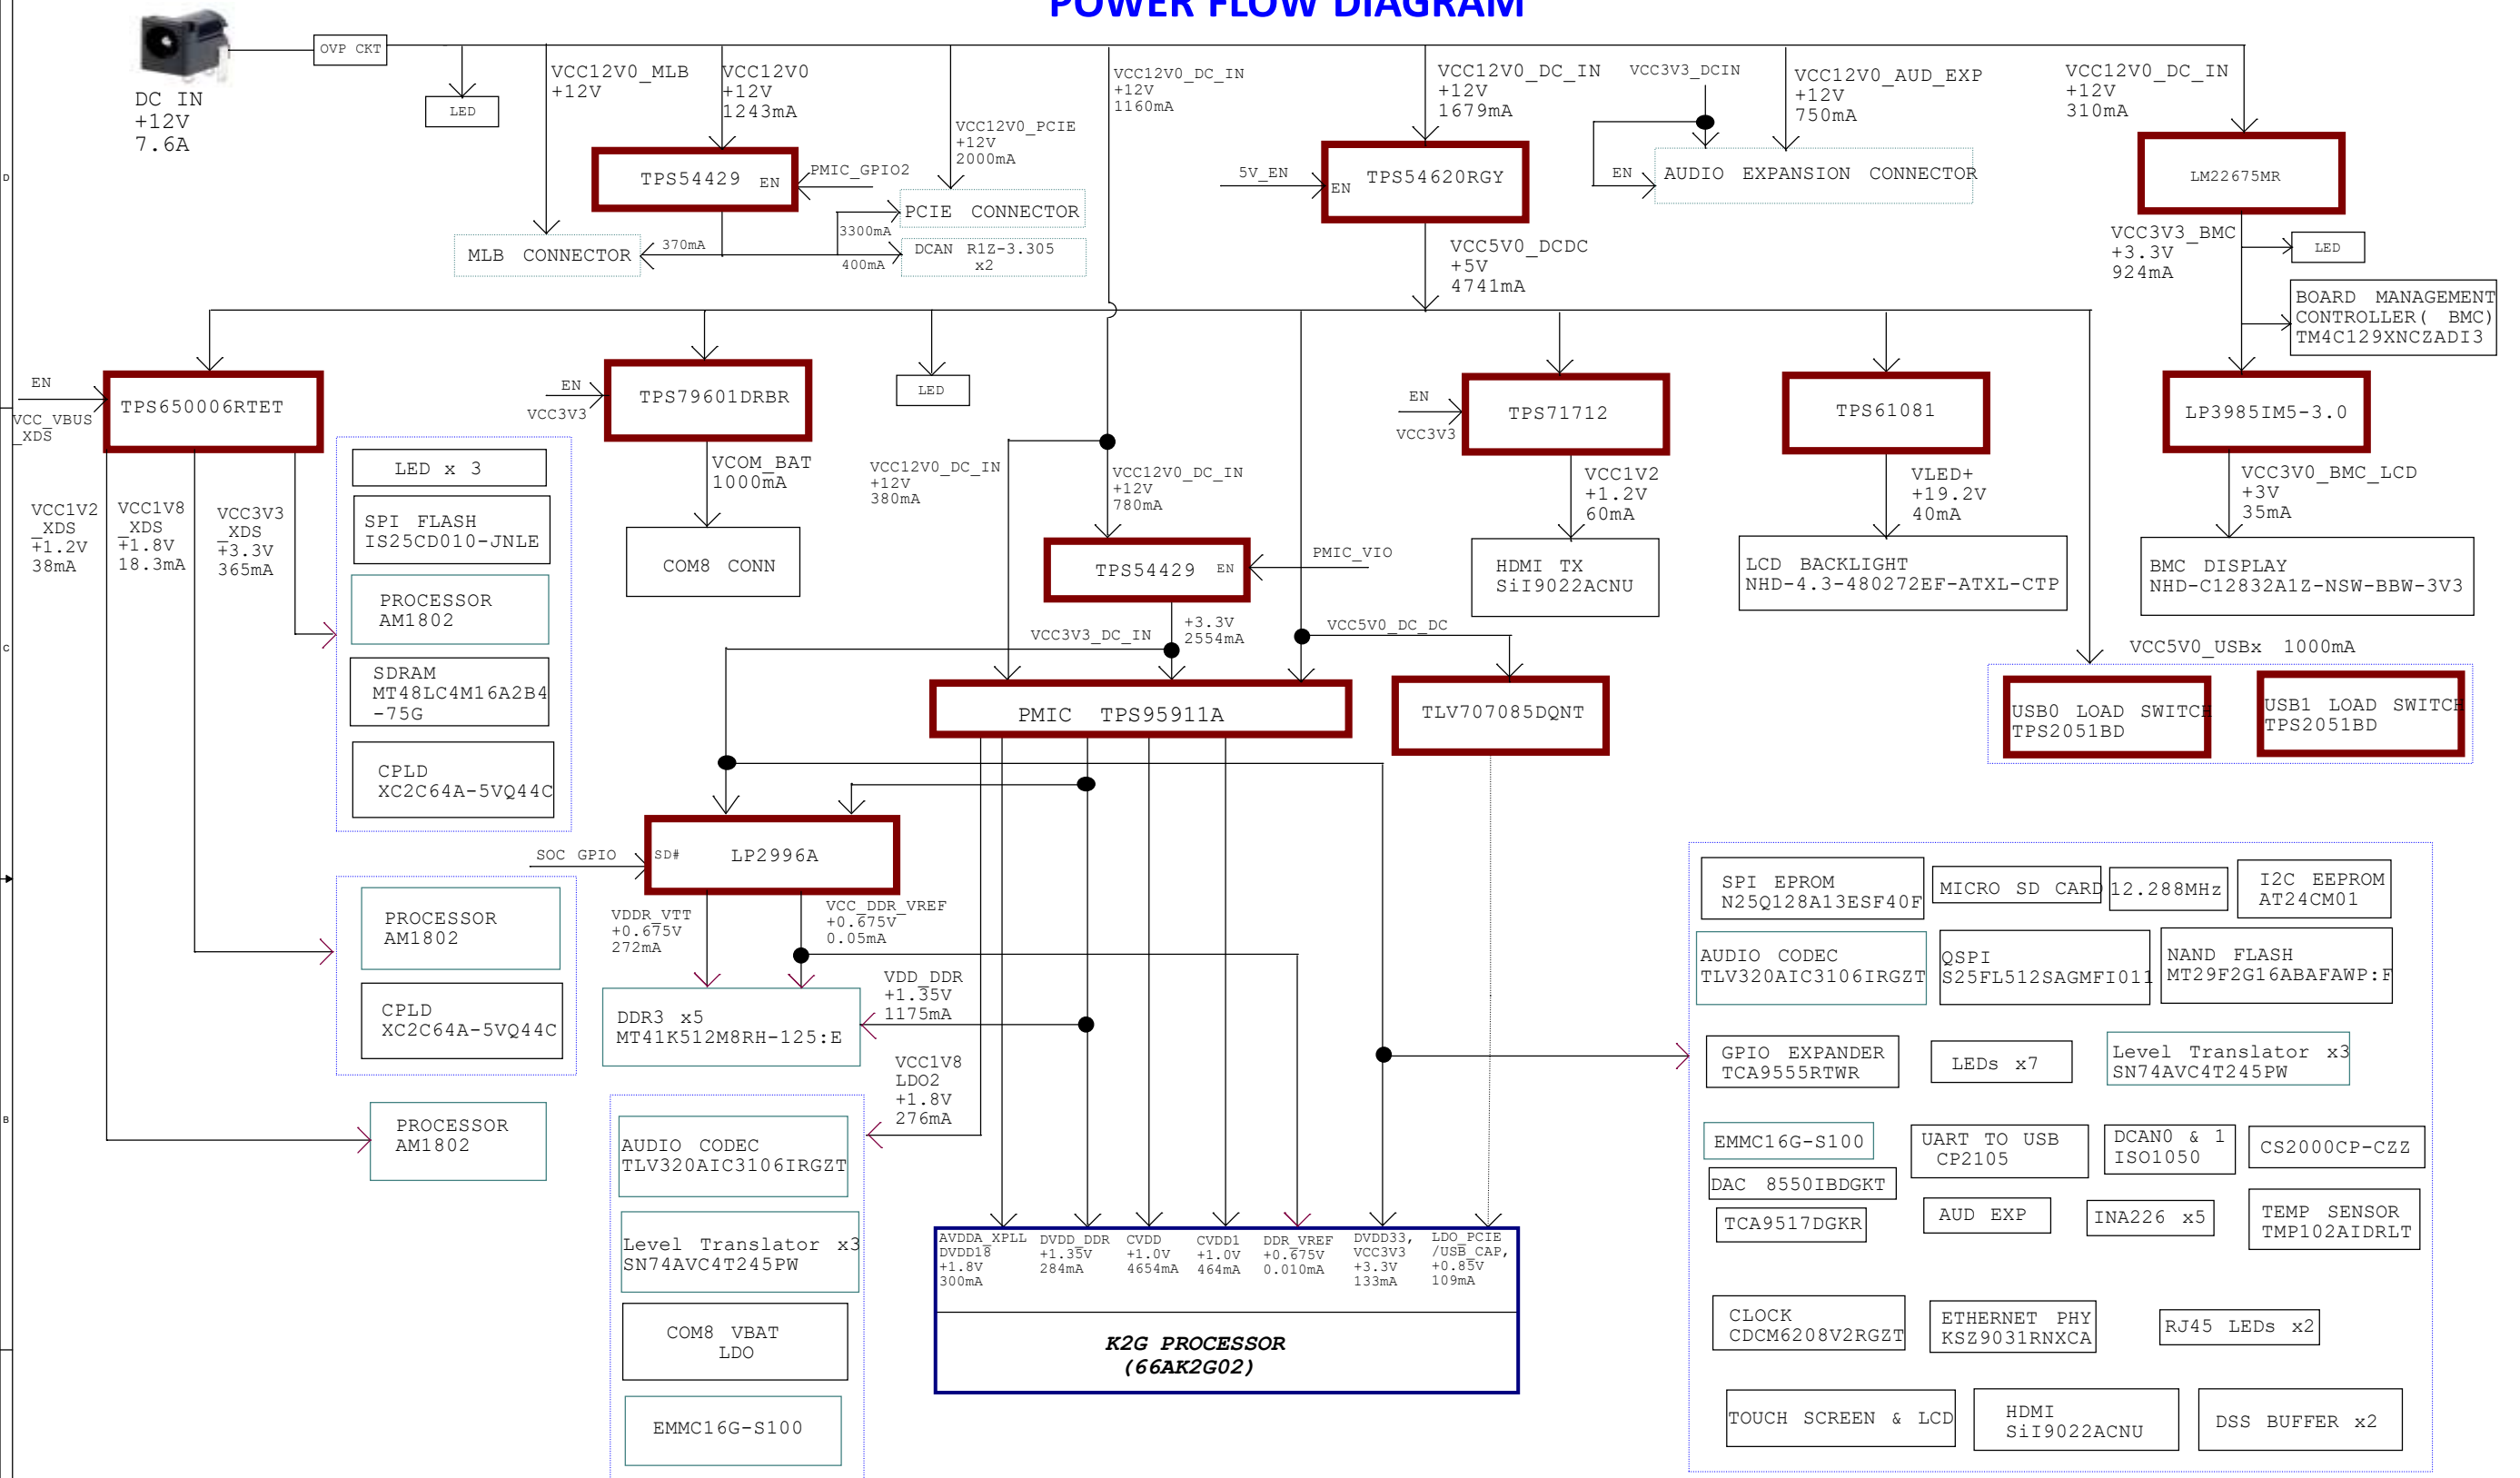 POWER FLOW DIAGRAM
DC IN
+12V
7.6A
OVP CKT
LED
VCC12V0_MLB
+12V
VCC12V0
+12V
1243mA
VCC12V0_PCIE
+12V
2000mA
VCC12V0_DC_IN
+12V
1160mA
VCC12V0_DC_IN
+12V
1679mA
VCC3V3_DCIN
VCC12V0_AUD_EXP
+12V
750mA
VCC12V0_DC_IN
+12V
310mA
D
TPS54429 EN
PMIC_GPIO2
PCIE CONNECTOR
3300mA
MLB CONNECTOR
370mA
400mA
DCAN R1Z-3.305
x2
5V_EN
EN
TPS54620RGY
EN
AUDIO EXPANSION CONNECTOR
LM22675MR
VCC5V0_DCDC
+5V
4741mA
VCC3V3_BMC
+3.3V
924mA
LED
BOARD MANAGEMENT
CONTROLLER( BMC)
TM4C129XNCZADI3
EN
VCC_VBUS
_XDS
TPS650006RTET
EN
VCC3V3
TPS79601DRBR
LED
EN
VCC3V3
TPS71712
TPS61081
LP3985IM5-3.0
VCC1V2
_XDS
+1.2V
38mA
VCC1V8
_XDS
+1.8V
18.3mA
VCC3V3
_XDS
+3.3V
365mA
LED x 3
SPI FLASH
IS25CD010-JNLE
PROCESSOR
AM1802
SDRAM
MT48LC4M16A2B4
-75G
CPLD
XC2C64A-5VQ44C
VCOM_BAT
1000mA
COM8 CONN
VCC12V0_DC_IN
+12V
380mA
VCC12V0_DC_IN
+12V
780mA
TPS54429 EN
PMIC_VIO
VCC1V2
+1.2V
60mA
HDMI TX
SiI9022ACNU
VLED+
+19.2V
40mA
LCD BACKLIGHT
NHD-4.3-480272EF-ATXL-CTP
VCC3V0_BMC_LCD
+3V
35mA
BMC DISPLAY
NHD-C12832A1Z-NSW-BBW-3V3
C
VCC3V3_DC_IN
+3.3V
2554mA
VCC5V0_DC_DC
VCC5V0_USBx 1000mA
PMIC TPS95911A
TLV707085DQNT
USB0 LOAD SWITCH
TPS2051BD
USB1 LOAD SWITCH
TPS2051BD
SOC GPIO
SD#
LP2996A
VDDR_VTT
+0.675V
272mA
VCC_DDR_VREF
+0.675V
0.05mA
PROCESSOR
AM1802
CPLD
XC2C64A-5VQ44C
DDR3 x5
MT41K512M8RH-125:E
VDD_DDR
+1.35V
1175mA
VCC1V8
LDO2
+1.8V
276mA
B
PROCESSOR
AM1802
AUDIO CODEC
TLV320AIC3106IRGZT
Level Translator x3
SN74AVC4T245PW
COM8 VBAT
LDO
EMMC16G-S100
AVDDA_XPLL
DVDD18
+1.8V
300mA
DVDD_DDR
+1.35V
284mA
CVDD
+1.0V
4654mA
CVDD1
+1.0V
464mA
DDR_VREF
+0.675V
0.010mA
DVDD33,
VCC3V3
+3.3V
133mA
LDO_PCIE
/USB_CAP,
+0.85V
109mA
K2G PROCESSOR
(66AK2G02)
SPI EPROM
N25Q128A13ESF40F
MICRO SD CARD
12.288MHz
I2C EEPROM
AT24CM01
AUDIO CODEC
TLV320AIC3106IRGZT
QSPI
S25FL512SAGMFI011
NAND FLASH
MT29F2G16ABAFAWP:F
GPIO EXPANDER
TCA9555RTWR
LEDs x7
Level Translator x3
SN74AVC4T245PW
EMMC16G-S100
UART TO USB
CP2105
DCAN0 & 1
ISO1050
CS2000CP-CZZ
DAC 8550IBDGKT
TCA9517DGKR
AUD EXP
INA226 x5
TEMP SENSOR
TMP102AIDRLT
CLOCK
CDCM6208V2RGZT
ETHERNET PHY
KSZ9031RNXCA
RJ45 LEDs x2
TOUCH SCREEN & LCD
HDMI
SiI9022ACNU
DSS BUFFER x2